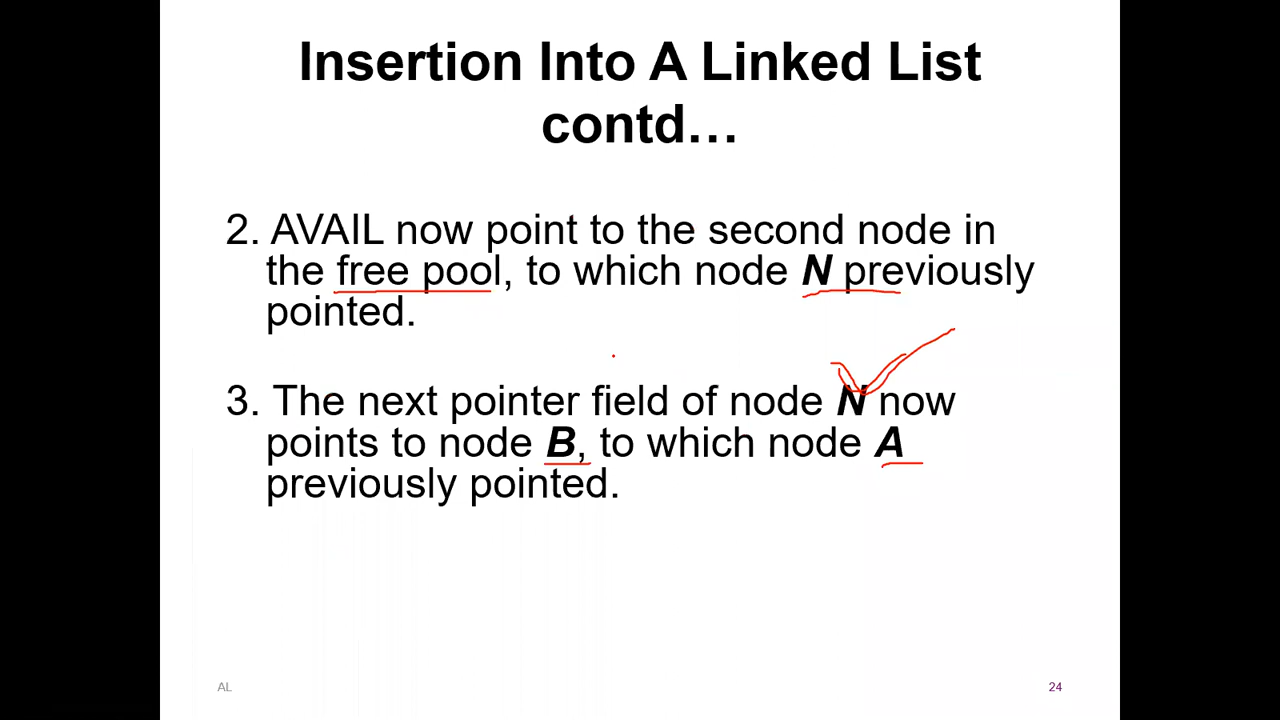 Insertion Into A Linked List
contd…
2. AVAIL now point to the second node in
the free pool, to which node N previously
pointed.
3. The next pointer field of node N now
points to node B, to which node A
previously pointed.
AL
24